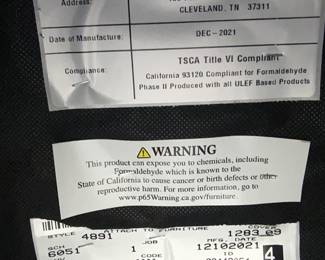 Address:
CLEVELAND, TN 37311
Date of Manufacture: DEC-2021
TSCA Title VI Compliant
Compliance: California 93120 Compliant for Formaldehyde
Phase II Produced with all ULEF Based Products
⚠WARNING
This product can expose you to chemicals, including
Formaldehyde which is known to the
State of California to cause cancer or birth defects or other
reproductive harm. For more information, go to
www.p65Warning.ca.gov/furniture.
ATTACH TO FURNITURE
STYLE 4891 COVER 1283 09
SCH JOB MFG. DATE
6051 1 12102021
CODE ID 4